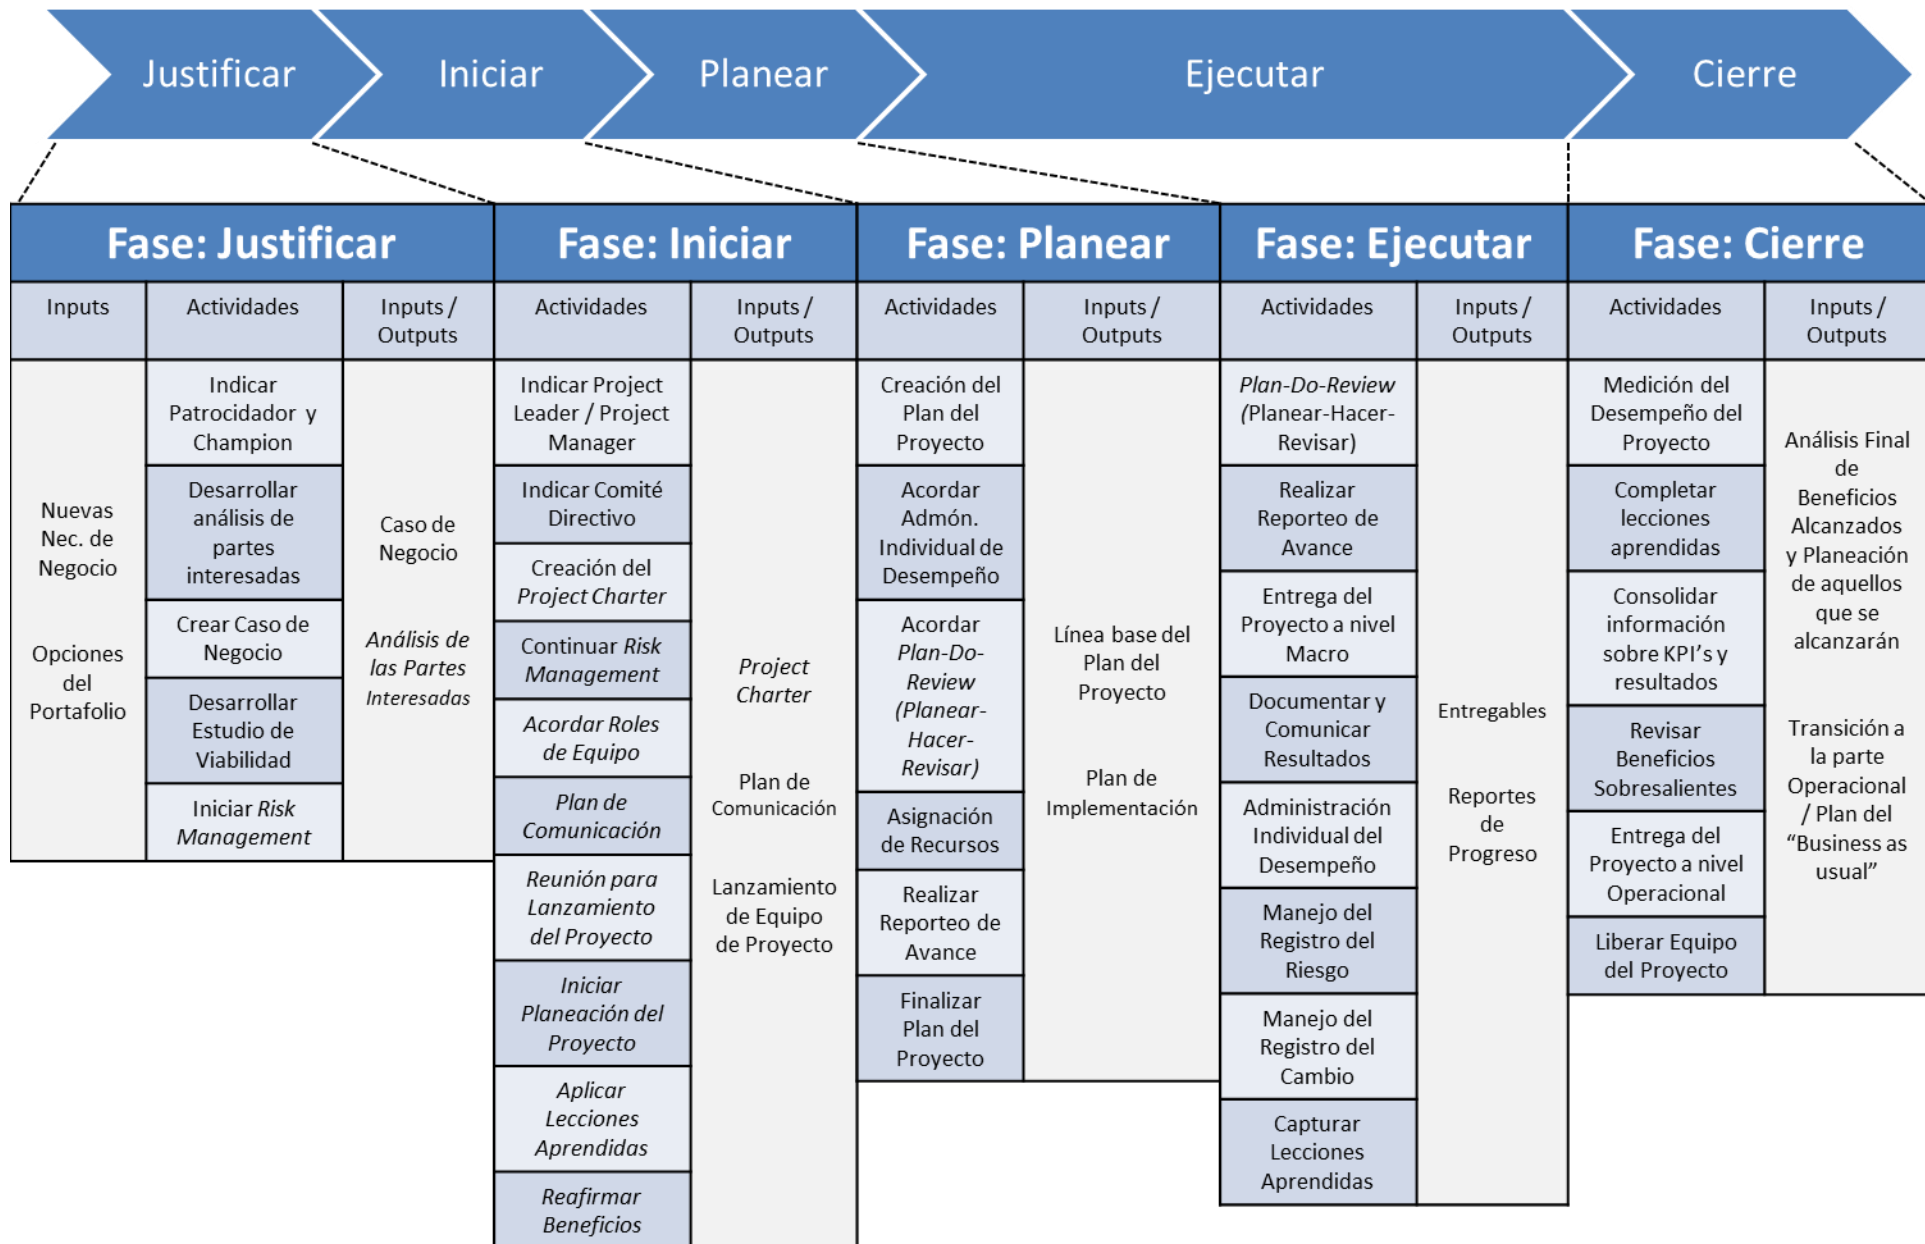 Justificar
Iniciar
Planear
Ejecutar
Cierre
Fase: Justificar
Fase: Iniciar
Fase: Planear
Fase: Ejecutar
Fase: Cierre
Inputs
Actividades
Inputs /
Outputs
Actividades
Inputs /
Outputs
Actividades
Inputs /
Outputs
Actividades
Inputs /
Outputs
Actividades
Inputs /
Outputs
Nuevas
Nec. de
Negocio
Opciones
del
Portafolio
Indicar
Patrocidador y
Champion
Desarrollar
análisis de
partes
interesadas
Crear Caso de
Negocio
Desarrollar
Estudio de
Viabilidad
Iniciar Risk
Management
Caso de
Negocio
Análisis de
las Partes
Interesadas
Indicar Project
Leader / Project
Manager
Indicar Comité
Directivo
Creación del
Project Charter
Continuar Risk
Management
Acordar Roles
de Equipo
Plan de
Comunicación
Reunión para
Lanzamiento
del Proyecto
Iniciar
Planeación del
Proyecto
Aplicar
Lecciones
Aprendidas
Reafirmar
Beneficios
Project
Charter
Plan de
Comunicación
Lanzamiento
de Equipo
de Proyecto
Creación del
Plan del
Proyecto
Acordar
Admón.
Individual de
Desempeño
Acordar
Plan-Do-
Review
(Planear-
Hacer-
Revisar)
Asignación
de Recursos
Realizar
Reporteo de
Avance
Finalizar
Plan del
Proyecto
Línea base del
Plan del
Proyecto
Plan de
Implementación
Plan-Do-Review
(Planear-Hacer-
Revisar)
Realizar
Reporteo de
Avance
Entrega del
Proyecto a nivel
Macro
Documentar y
Comunicar
Resultados
Administración
Individual del
Desempeño
Manejo del
Registro del
Riesgo
Manejo del
Registro del
Cambio
Capturar
Lecciones
Aprendidas
Entregables
Reportes
de
Progreso
Medición del
Desempeño del
Proyecto
Completar
lecciones
aprendidas
Consolidar
información
sobre KPI's y
resultados
Revisar
Beneficios
Sobresalientes
Entrega del
Proyecto a nivel
Operacional
Liberar Equipo
del Proyecto
Análisis Final
de
Beneficios
Alcanzados
y Planeación
de aquellos
que se
alcanzarán
Transición a
la parte
Operacional
/ Plan del
“Business as
usual”